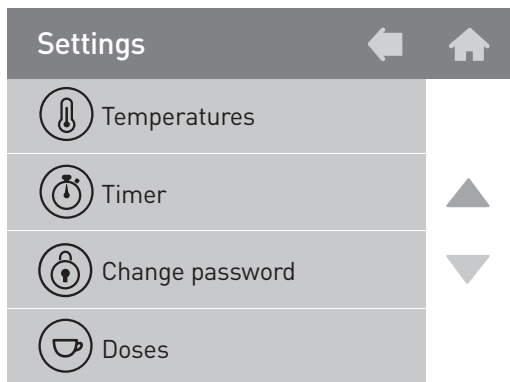 Settings
Temperatures
Timer
Change password
Doses